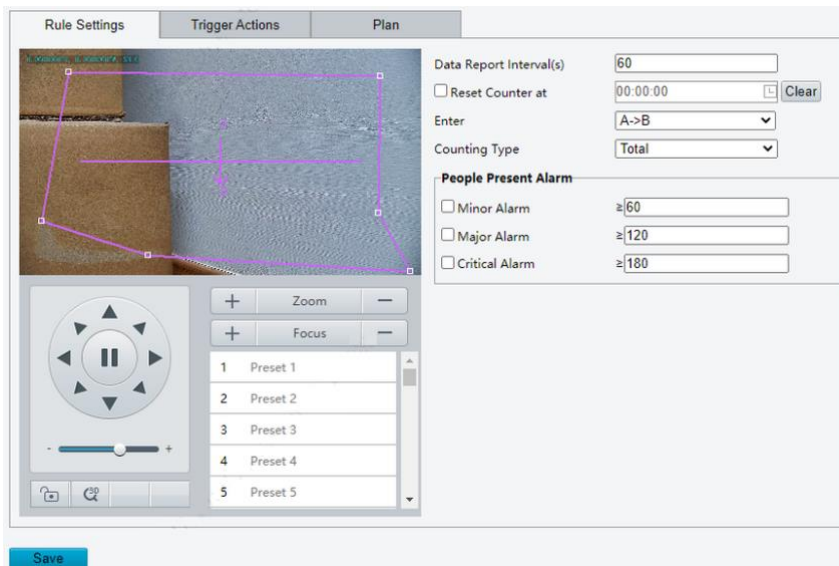 Rule Settings
Trigger Actions
Plan
Data Report Interval(s) 60
Reset Counter at 00:00:00 Clear
Enter A->B
Counting Type Total
People Present Alarm
Minor Alarm ≥ 60
Major Alarm ≥ 120
Critical Alarm ≥ 180
+ Zoom −
+ Focus −
1 Preset 1
2 Preset 2
3 Preset 3
4 Preset 4
5 Preset 5
- +
3D
Save